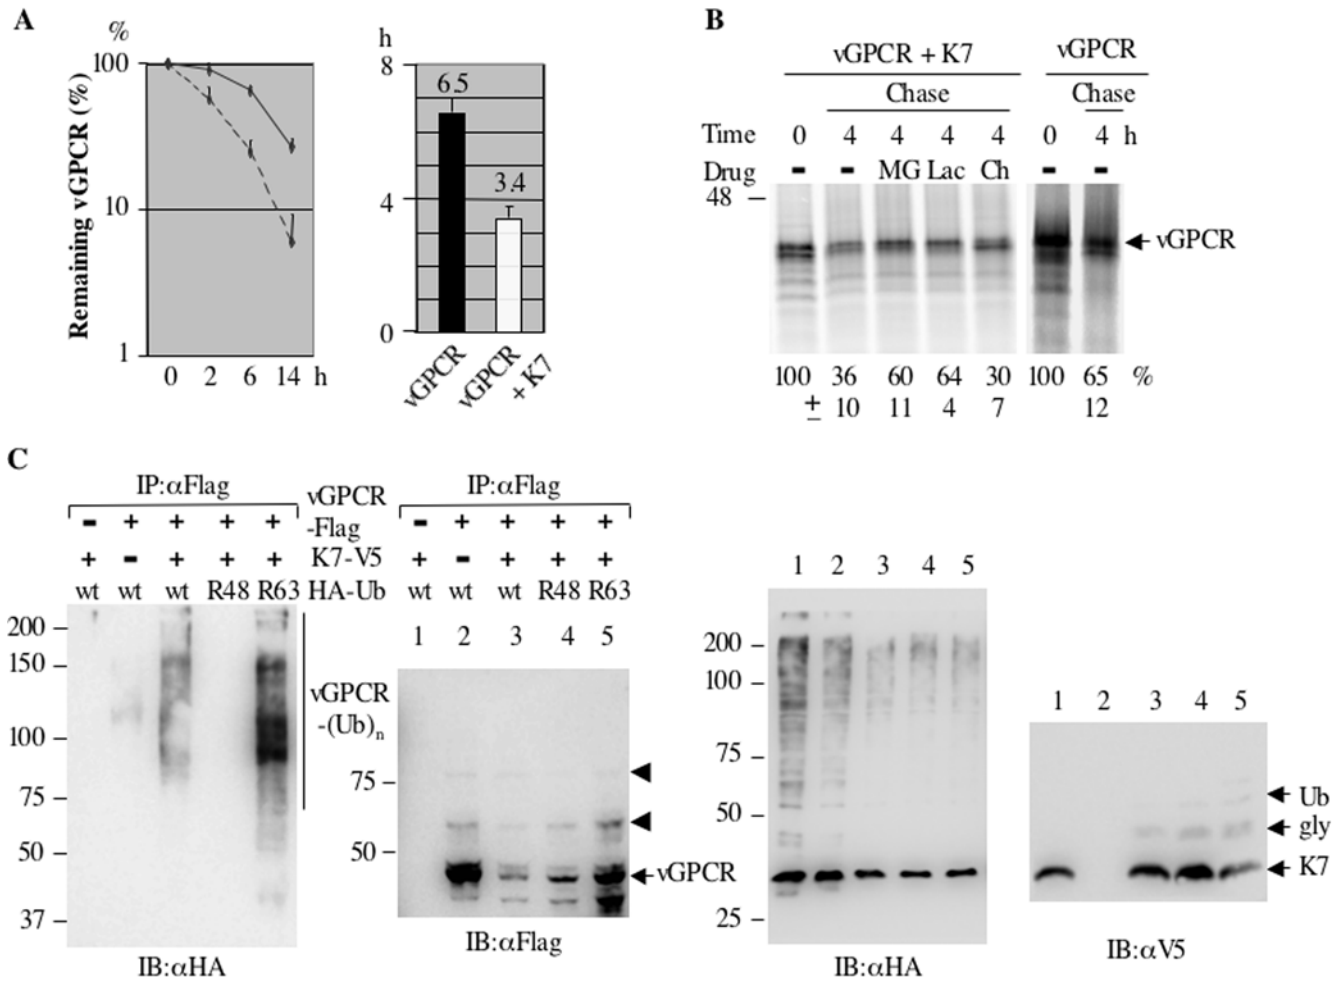 A
%
100
10
1
Remaining vGPCR (%)
0 2 6 14 h
h
8
4
0
6.5
3.4
vGPCR
vGPCR
+ K7
B
vGPCR + K7
vGPCR
Chase
Chase
Time 0 4 4 4 4 0 4 h
Drug - - MG Lac Ch - -
48
vGPCR
100 36 60 64 30 100 65 %
± 10 11 4 7 12
C
IP:αFlag
vGPCR
-Flag
- + + + +
K7-V5
+ - + + +
HA-Ub
wt wt wt R48 R63
200
150
100
75
50
37
vGPCR
-(Ub)n
IB:αHA
IP:αFlag
- + + + +
+ - + + +
wt wt wt R48 R63
1 2 3 4 5
75
50
vGPCR
IB:αFlag
1 2 3 4 5
200
100
75
50
25
IB:αHA
1 2 3 4 5
Ub
gly
K7
IB:αV5